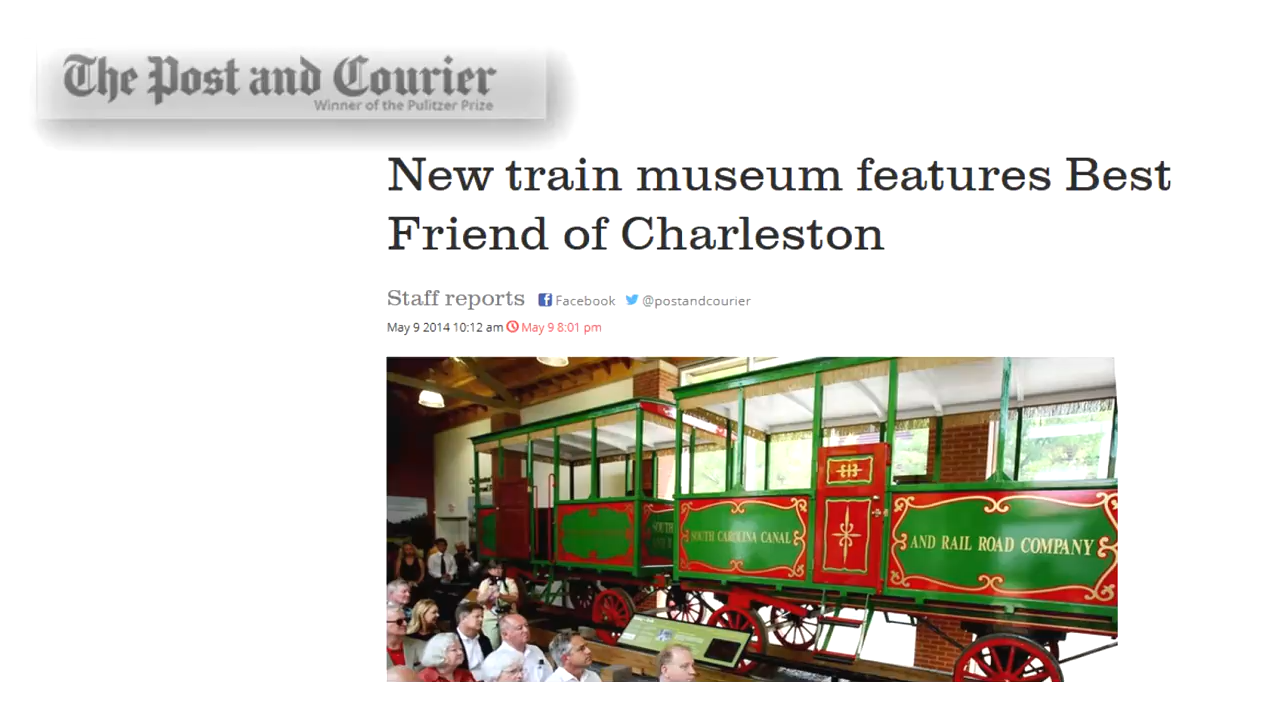 The Post and Courier
Winner of the Pulitzer Prize
New train museum features Best
Friend of Charleston
Staff reports Facebook @postandcourier
May 9 2014 10:12 am May 9 8:01 pm
SOUTH
SOUTH CAROLINA CANAL
AND RAIL ROAD COMPANY